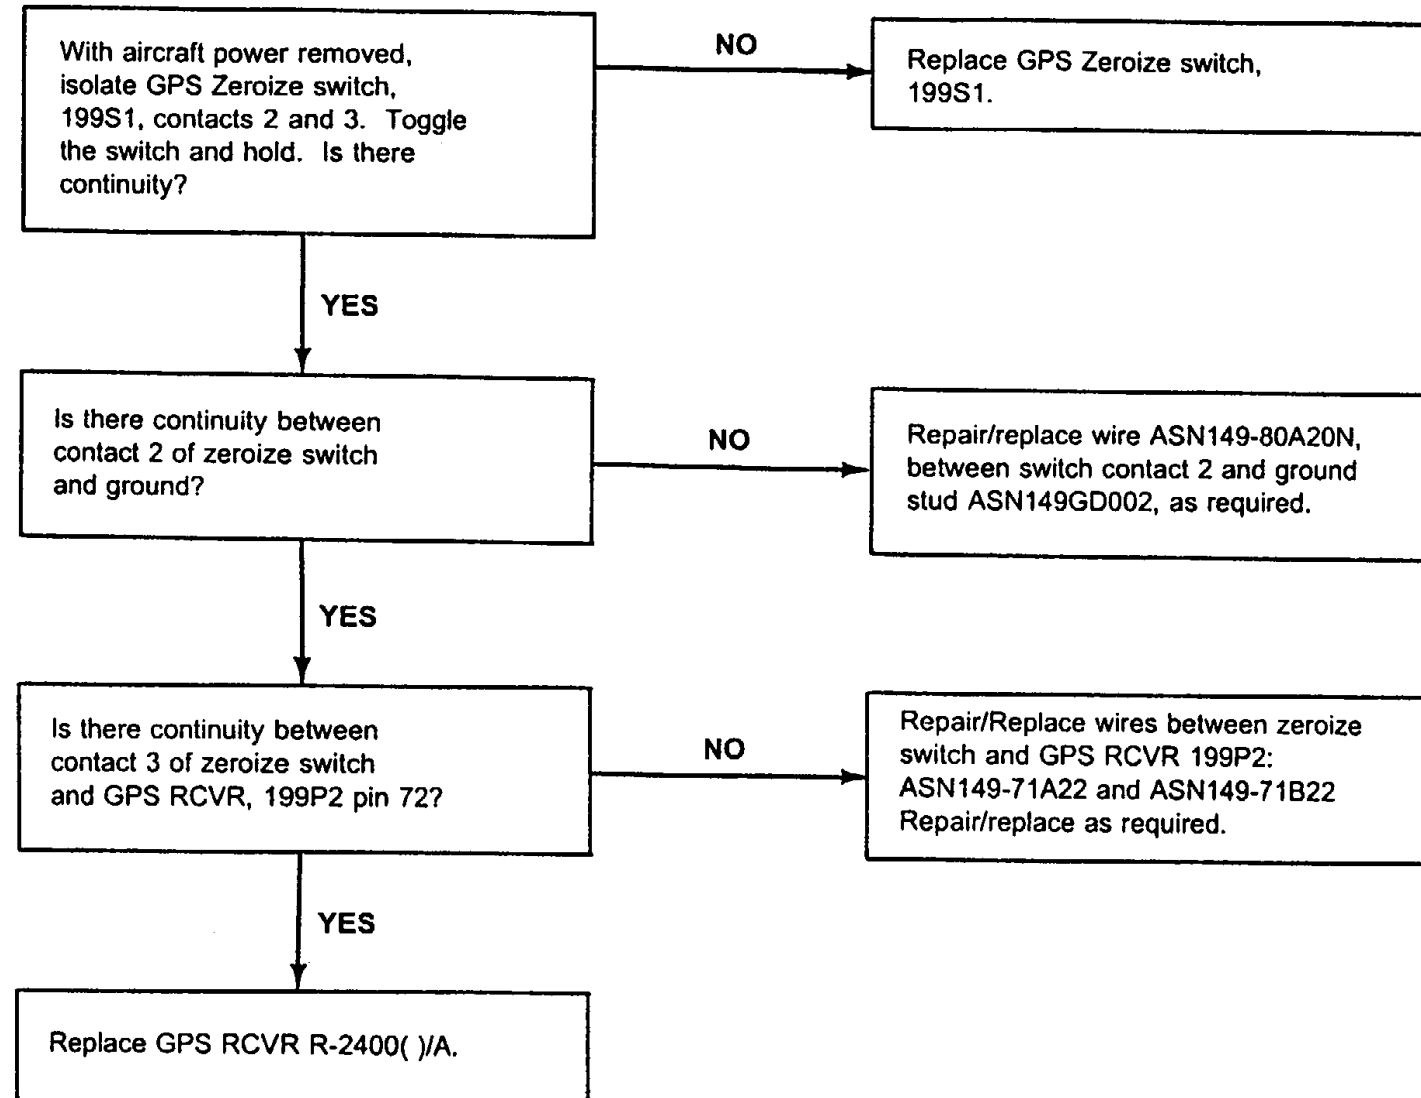 With aircraft power removed,
isolate GPS Zeroize switch,
199S1, contacts 2 and 3. Toggle
the switch and hold. Is there
continuity?
NO
Replace GPS Zeroize switch,
199S1.
YES
Is there continuity between
contact 2 of zeroize switch
and ground?
NO
Repair/replace wire ASN149-80A20N,
between switch contact 2 and ground
stud ASN149GD002, as required.
YES
Is there continuity between
contact 3 of zeroize switch
and GPS RCVR, 199P2 pin 72?
NO
Repair/Replace wires between zeroize
switch and GPS RCVR 199P2:
ASN149-71A22 and ASN149-71B22
Repair/replace as required.
YES
Replace GPS RCVR R-2400( )/A.